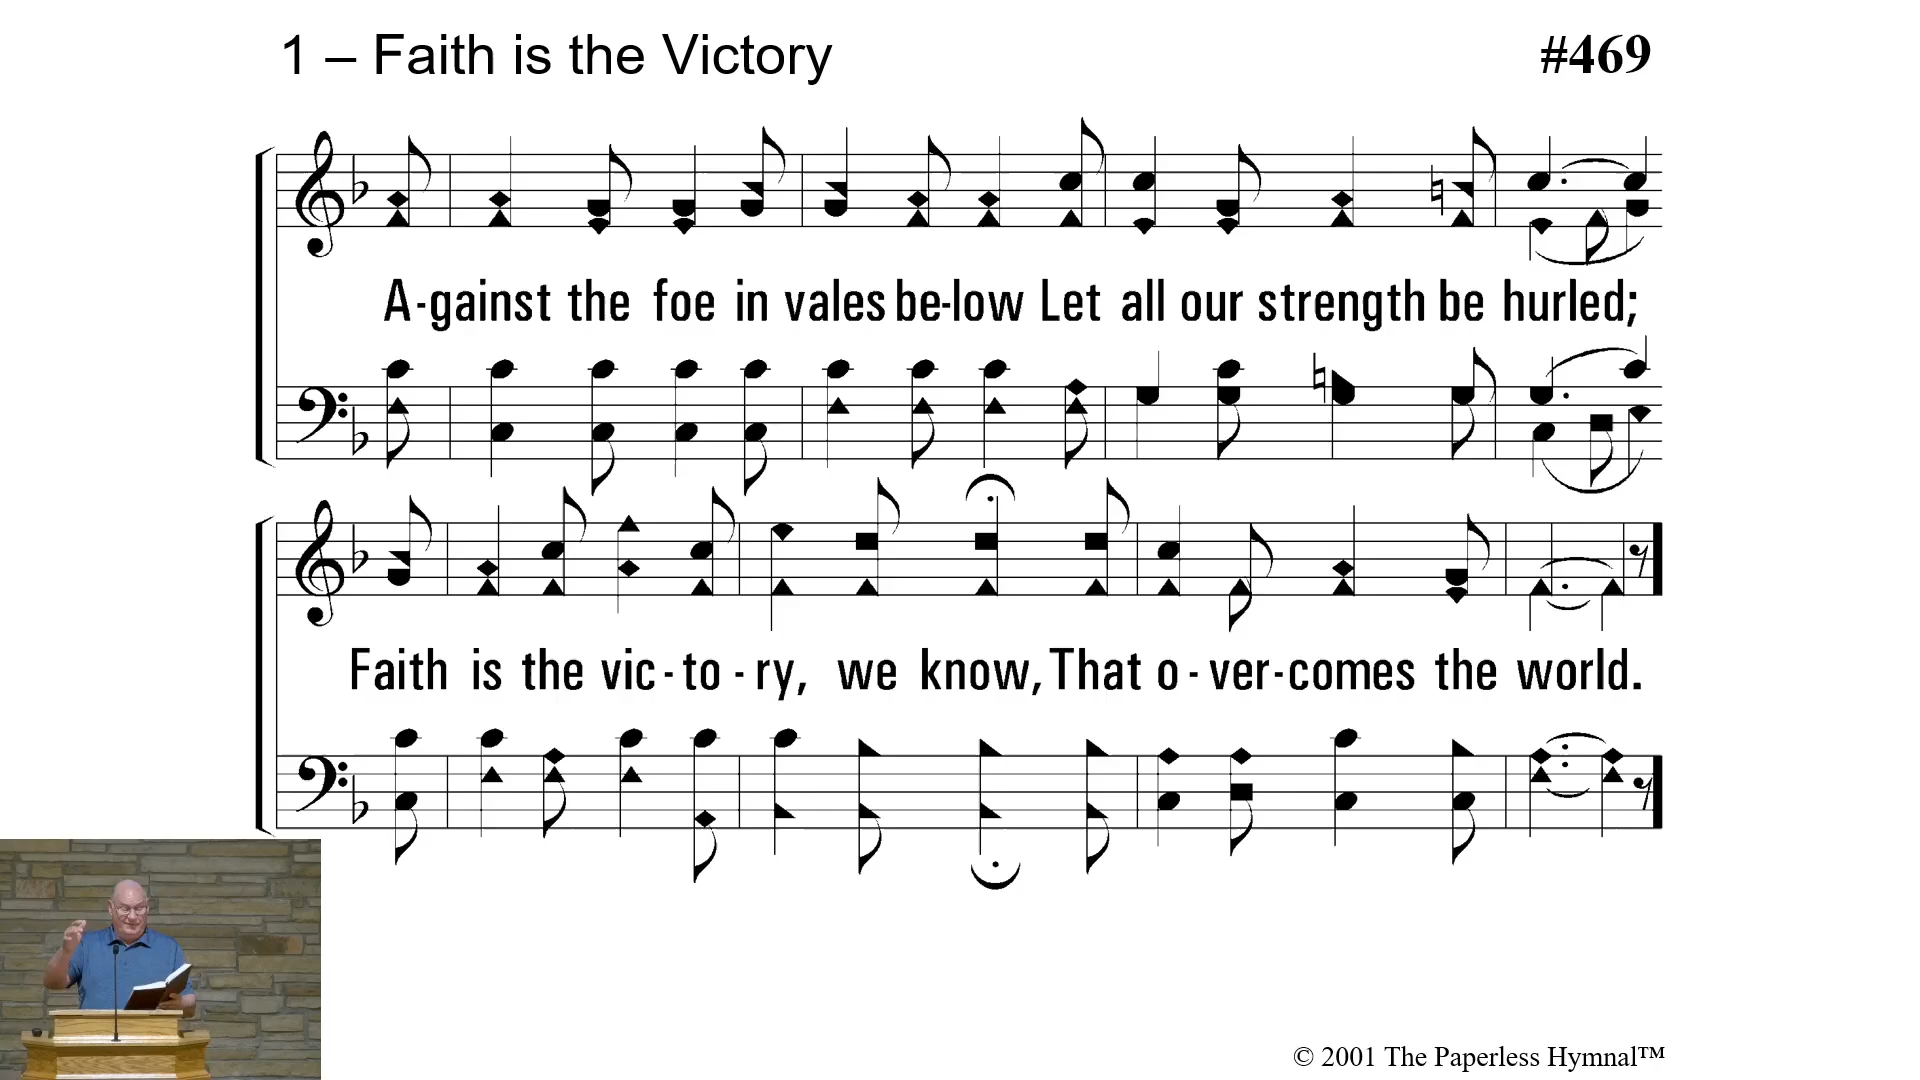 1 – Faith is the Victory #469
A-gainst the foe in vales be-low Let all our strength be hurled;
Faith is the vic-to-ry, we know, That o-ver-comes the world.
© 2001 The Paperless Hymnal™